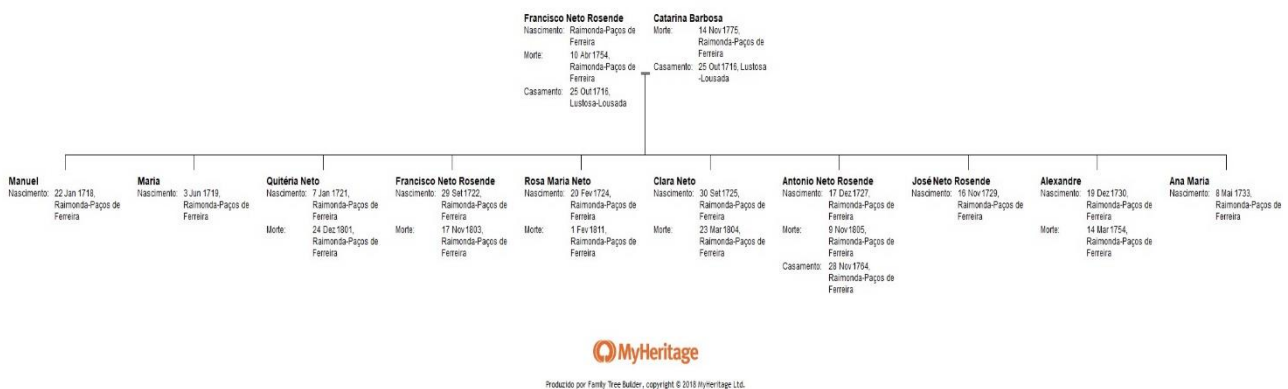 Francisco Neto Rosende
Nascimento: Raimonda-Paços de
Ferreira
Morte: 10 Abr 1754,
Raimonda-Paços de
Ferreira
Casamento: 25 Out 1716,
Lustosa-Lousada
Catarina Barbosa
Morte: 14 Nov 1775,
Raimonda-Paços de
Ferreira
Casamento: 25 Out 1716, Lustosa
-Lousada
Manuel
Nascimento: 22 Jan 1718,
Raimonda-Paços de
Ferreira
Maria
Nascimento: 3 Jun 1719,
Raimonda-Paços de
Ferreira
Quitéria Neto
Nascimento: 7 Jan 1721,
Raimonda-Paços de
Ferreira
Morte: 24 Dez 1801,
Raimonda-Paços de
Ferreira
Francisco Neto Rosende
Nascimento: 29 Set 1722,
Raimonda-Paços de
Ferreira
Morte: 17 Nov 1803,
Raimonda-Paços de
Ferreira
Rosa Maria Neto
Nascimento: 23 Fev 1724,
Raimonda-Paços de
Ferreira
Morte: 1 Fev 1811,
Raimonda-Paços de
Ferreira
Clara Neto
Nascimento: 30 Set 1725,
Raimonda-Paços de
Ferreira
Morte: 23 Mar 1804,
Raimonda-Paços de
Ferreira
Antonio Neto Rosende
Nascimento: 17 Dez 1727,
Raimonda-Paços de
Ferreira
Morte: 9 Nov 1805,
Raimonda-Paços de
Ferreira
Casamento: 28 Nov 1764,
Raimonda-Paços de
Ferreira
José Neto Rosende
Nascimento: 16 Nov 1729,
Raimonda-Paços de
Ferreira
Alexandre
Nascimento: 19 Dez 1730,
Raimonda-Paços de
Ferreira
Morte: 14 Mar 1754,
Raimonda-Paços de
Ferreira
Ana Maria
Nascimento: 8 Mai 1733,
Raimonda-Paços de
Ferreira
MyHeritage
Produzido por Family Tree Builder, copyright © 2018 MyHeritage Ltd.